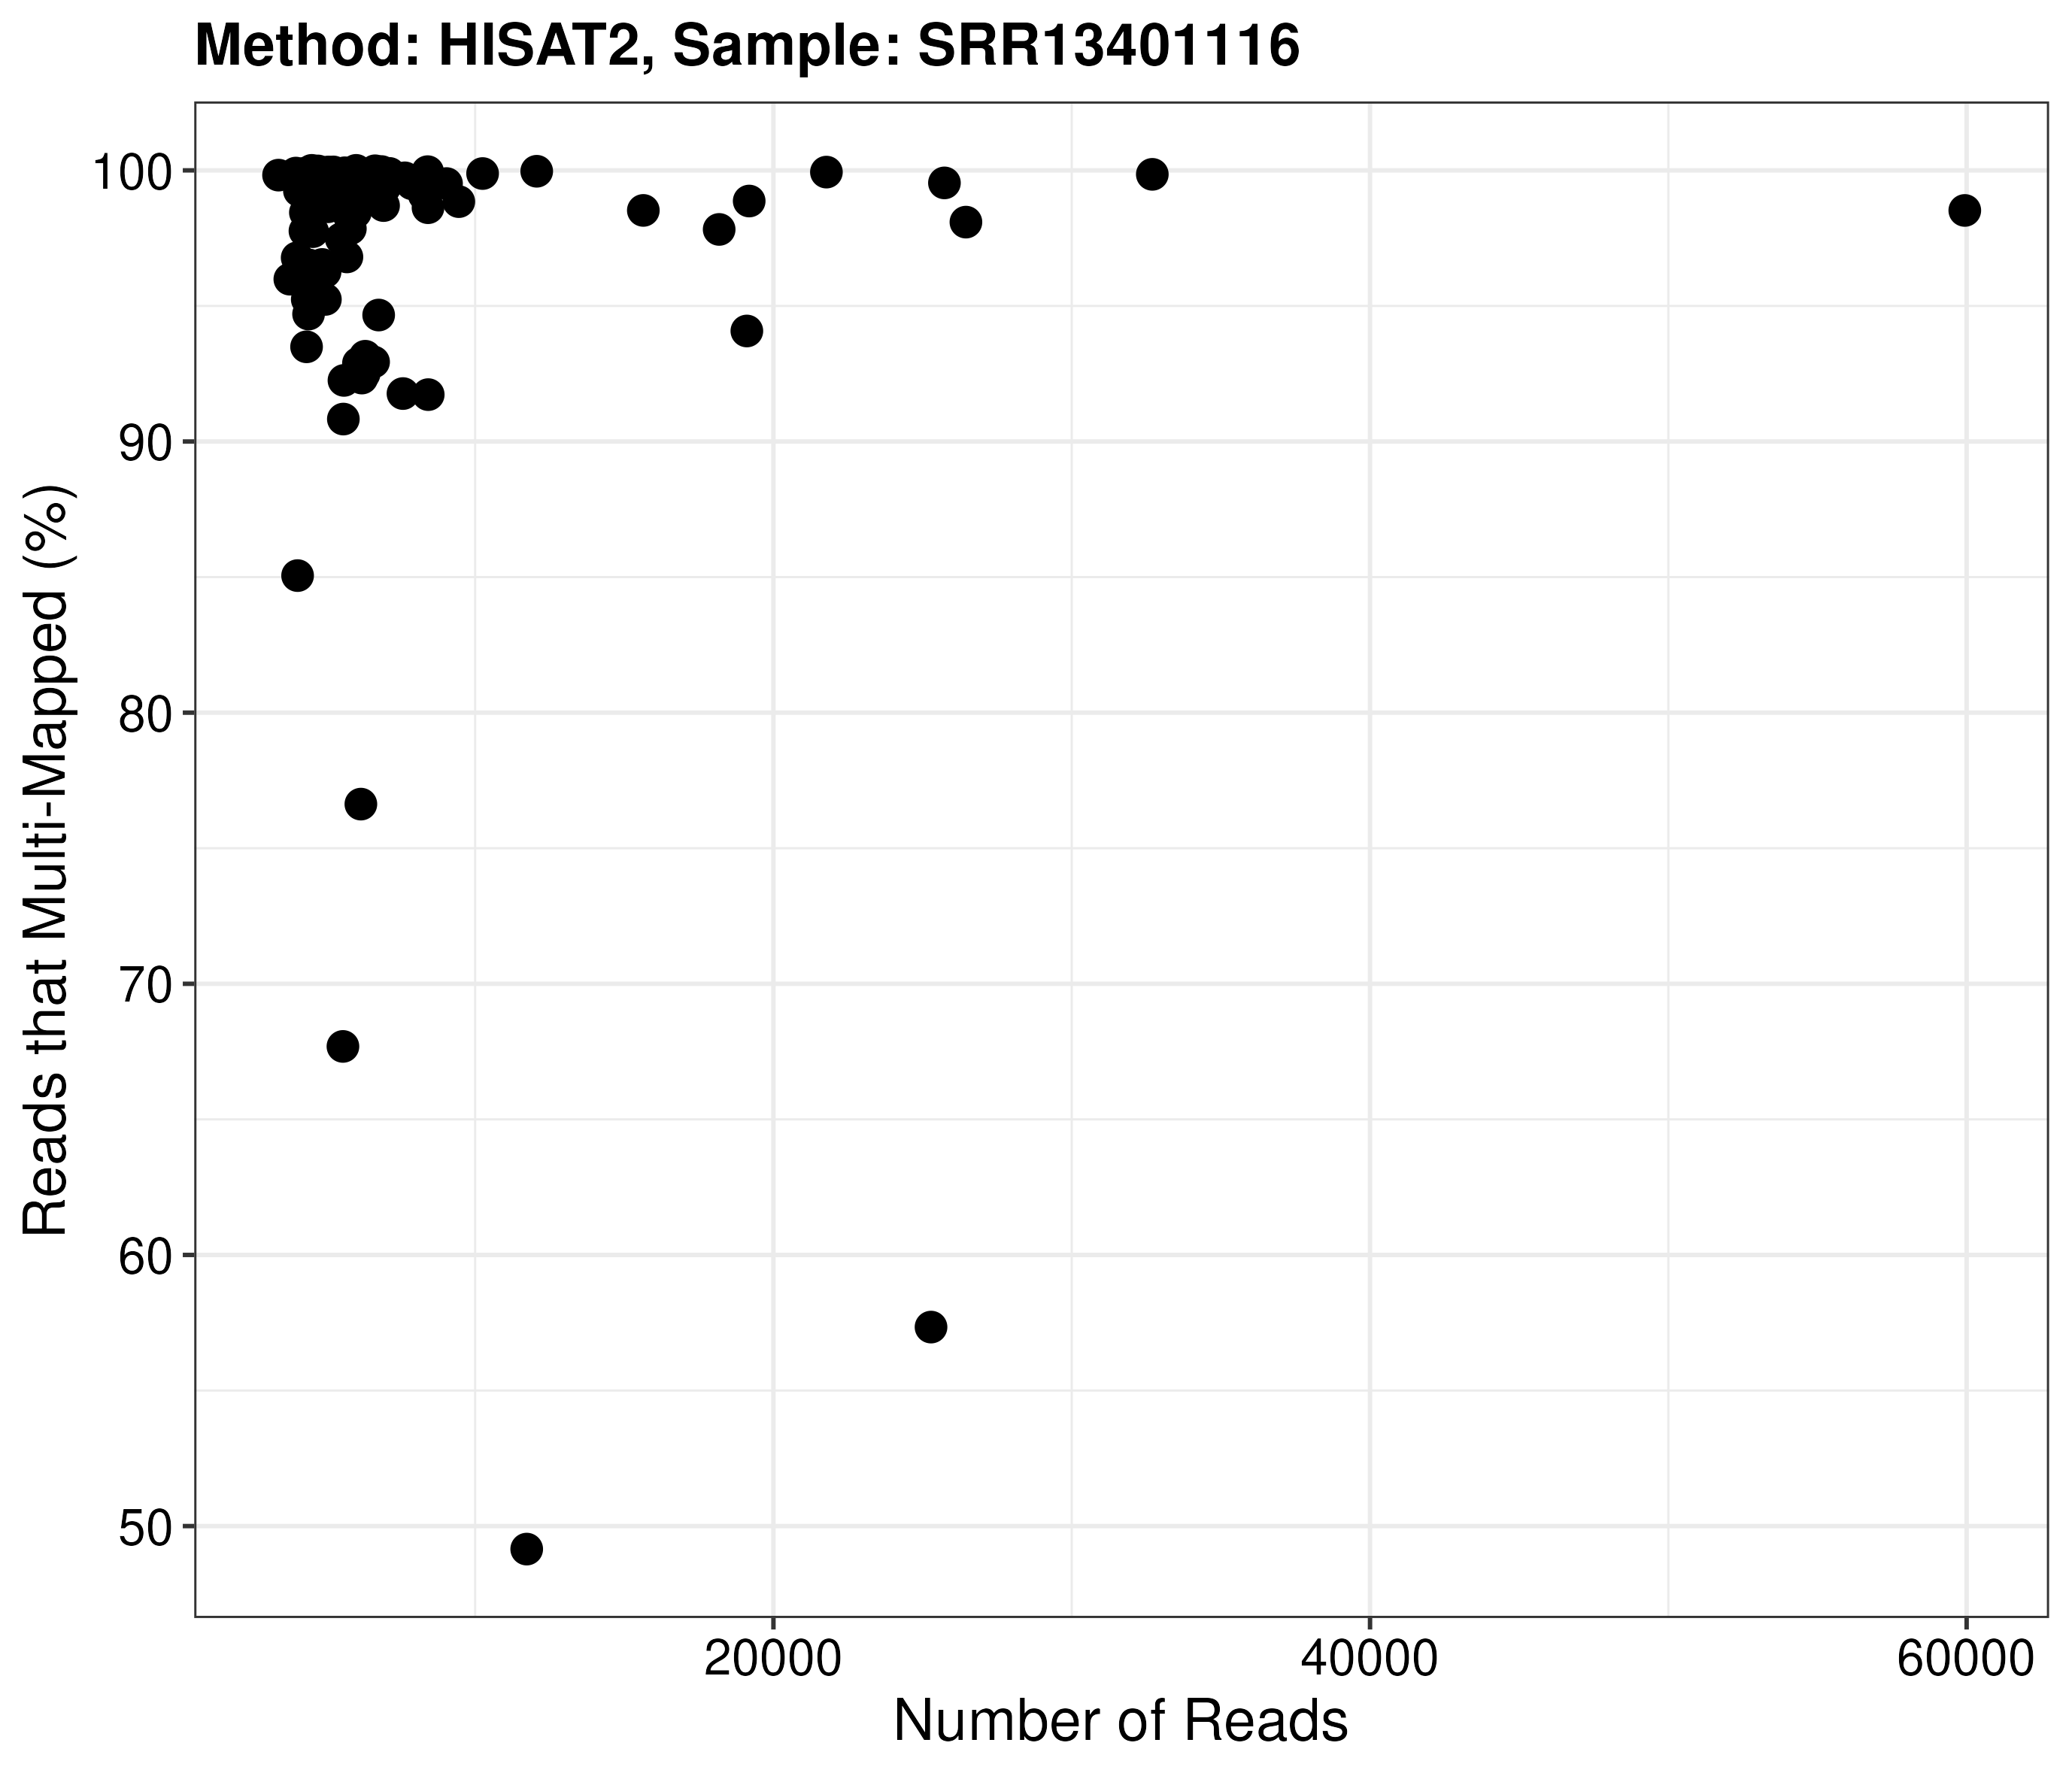 Method: HISAT2, Sample: SRR13401116
Reads that Multi-Mapped (%)
100
90
80
70
60
50
20000 40000 60000
Number of Reads